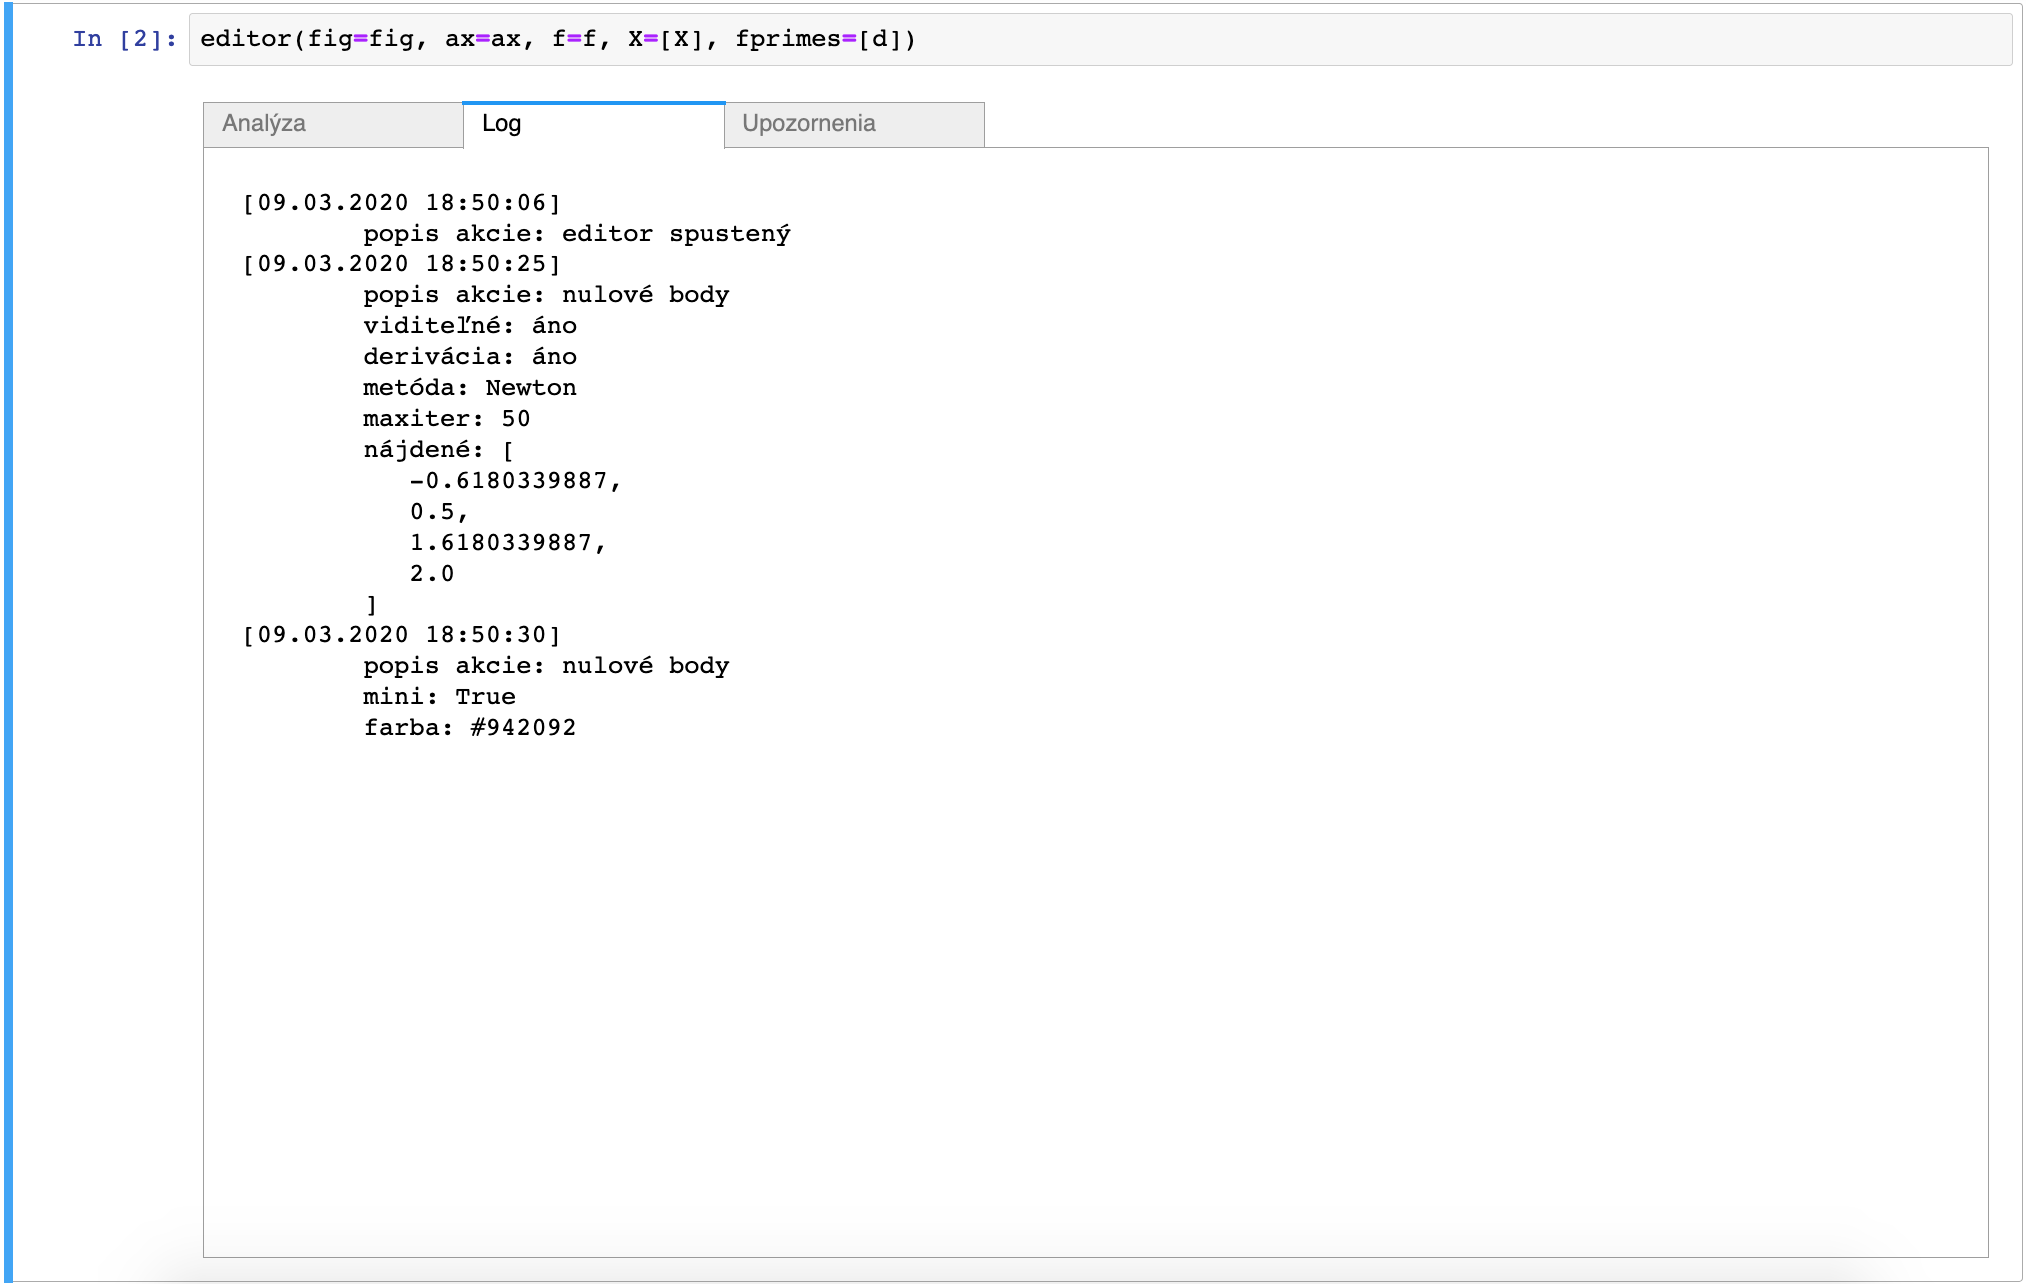 In [2]: editor(fig=fig, ax=ax, f=f, X=[X], fprimes=[d])
Analýza Log Upozornenia
[09.03.2020 18:50:06]
popis akcie: editor spustený
[09.03.2020 18:50:25]
popis akcie: nulové body
viditeľné: áno
derivácia: áno
metóda: Newton
maxiter: 50
nájdené: [
-0.6180339887,
0.5,
1.6180339887,
2.0
]
[09.03.2020 18:50:30]
popis akcie: nulové body
mini: True
farba: #942092